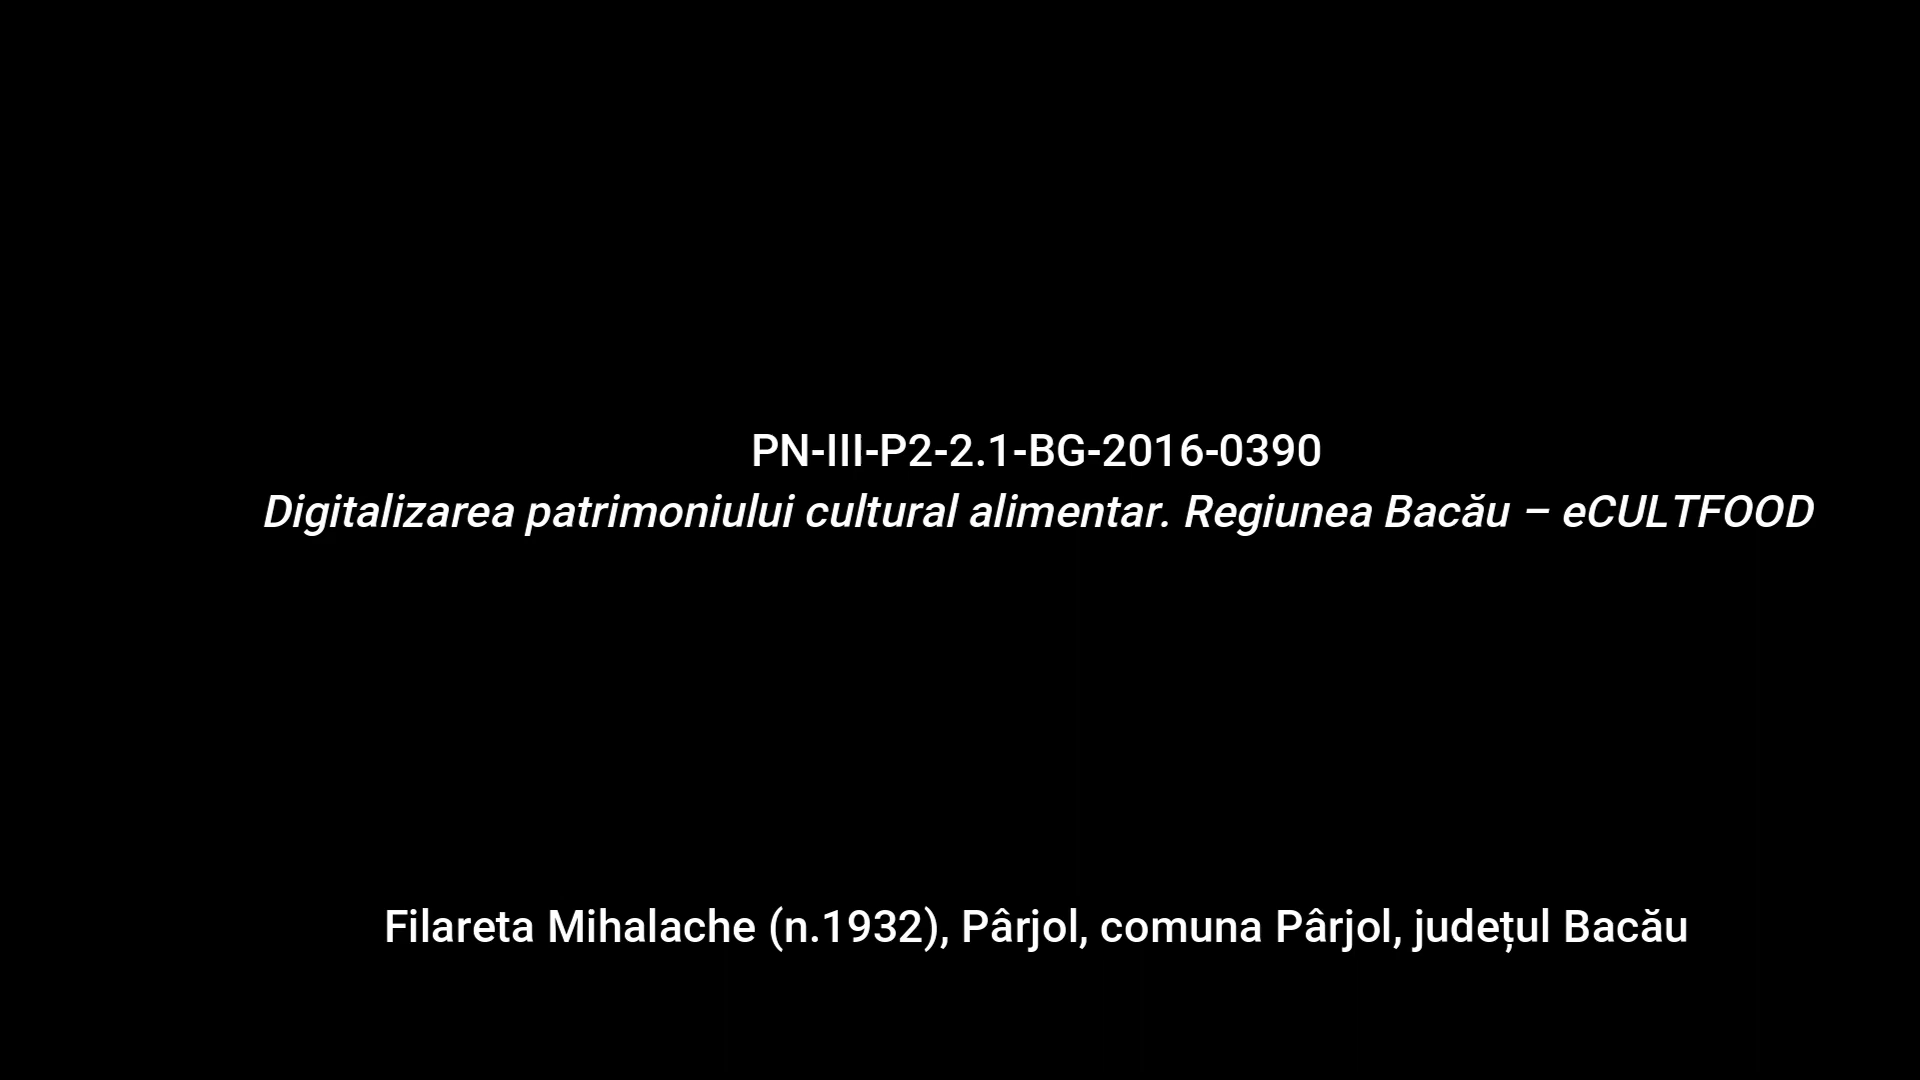 PN-III-P2-2.1-BG-2016-0390
Digitalizarea patrimoniului cultural alimentar. Regiunea Bacău – eCULTFOOD
Filareta Mihalache (n.1932), Pârjol, comuna Pârjol, județul Bacău